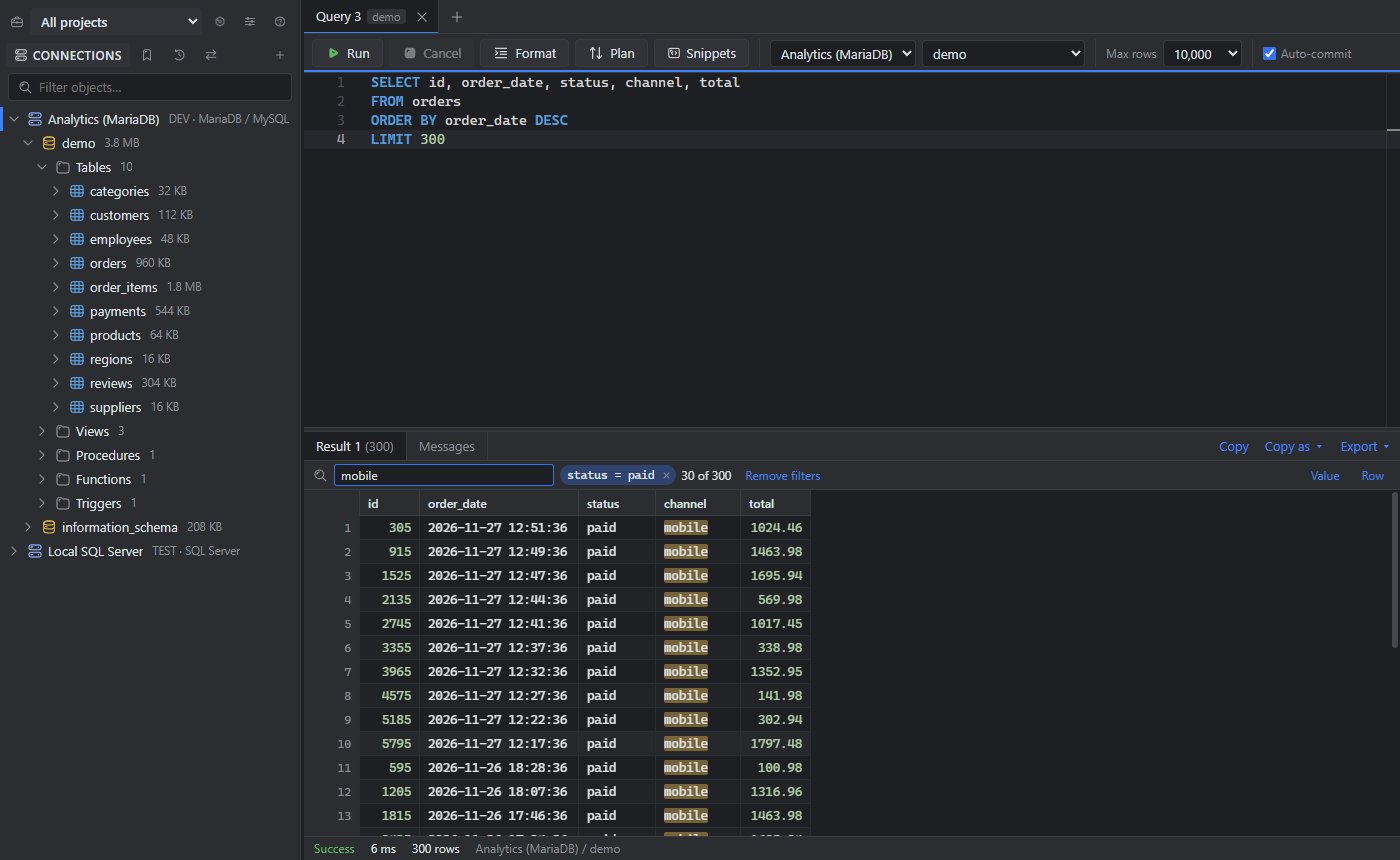 All projects
CONNECTIONS
Filter objects...
Analytics (MariaDB) DEV · MariaDB / MySQL
demo 3.8 MB
Tables 10
categories 32 KB
customers 112 KB
employees 48 KB
orders 960 KB
order_items 1.8 MB
payments 544 KB
products 64 KB
regions 16 KB
reviews 304 KB
suppliers 16 KB
Views 3
Procedures 1
Functions 1
Triggers 1
information_schema 208 KB
Local SQL Server TEST · SQL Server
Query 3 demo
Run Cancel Format Plan Snippets Analytics (MariaDB) demo Max rows 10,000 Auto-commit
1 SELECT id, order_date, status, channel, total
2 FROM orders
3 ORDER BY order_date DESC
4 LIMIT 300
Result 1 (300) Messages Copy Copy as Export
mobile status = paid × 30 of 300 Remove filters Value Row
id order_date status channel total
1 305 2026-11-27 12:51:36 paid mobile 1024.46
2 915 2026-11-27 12:49:36 paid mobile 1463.98
3 1525 2026-11-27 12:47:36 paid mobile 1695.94
4 2135 2026-11-27 12:44:36 paid mobile 569.98
5 2745 2026-11-27 12:41:36 paid mobile 1017.45
6 3355 2026-11-27 12:37:36 paid mobile 338.98
7 3965 2026-11-27 12:32:36 paid mobile 1352.95
8 4575 2026-11-27 12:27:36 paid mobile 141.98
9 5185 2026-11-27 12:22:36 paid mobile 302.94
10 5795 2026-11-27 12:17:36 paid mobile 1797.48
11 595 2026-11-26 18:28:36 paid mobile 100.98
12 1205 2026-11-26 18:07:36 paid mobile 1316.96
13 1815 2026-11-26 17:46:36 paid mobile 1463.98
Success 6 ms 300 rows Analytics (MariaDB) / demo